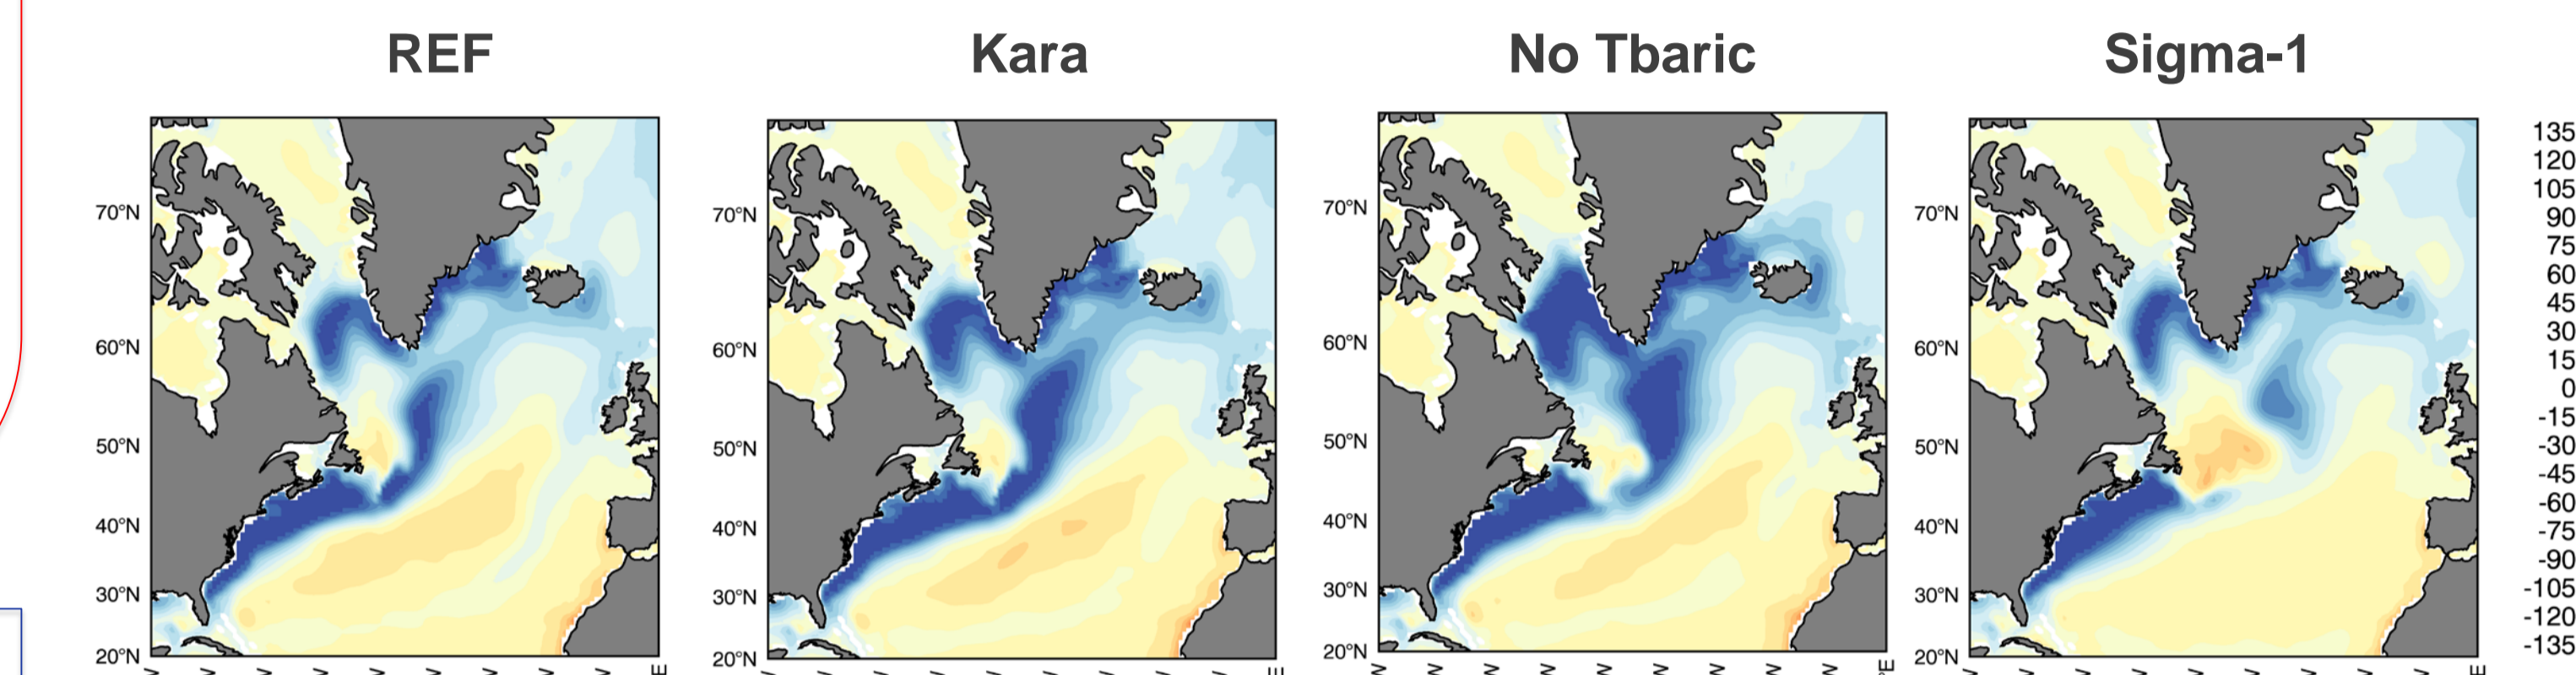 REF Kara No Tbaric Sigma-1
70°N 70°N 70°N 70°N
60°N 60°N 60°N 60°N
50°N 50°N 50°N 50°N
40°N 40°N 40°N 40°N
30°N 30°N 30°N 30°N
20°N 20°N 20°N 20°N
135
120
105
90
75
60
45
30
15
0
-15
-30
-45
-60
-75
-90
-105
-120
-135